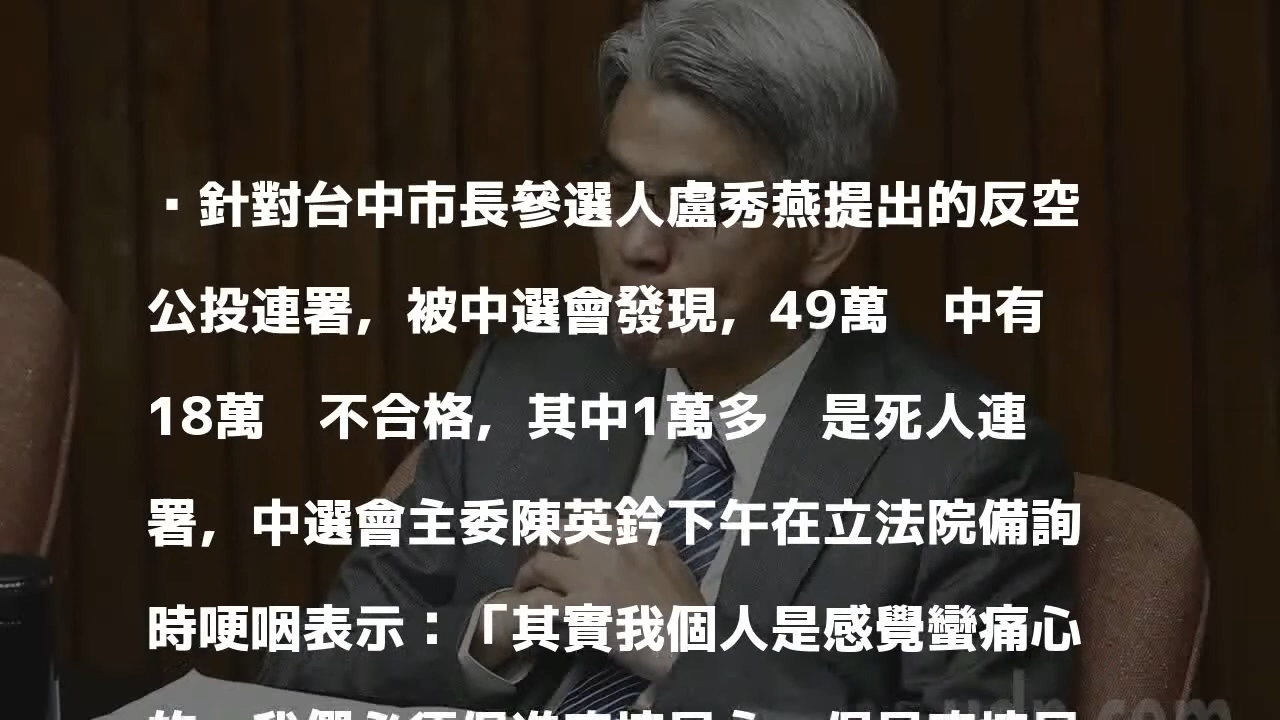 ·針對台中市長參選人盧秀燕提出的反空
公投連署，被中選會發現，49萬　中有
18萬　不合格，其中1萬多　是死人連
署，中選會主委陳英鈐下午在立法院備詢
時哽咽表示：「其實我個人是感覺蠻痛心
udn.com